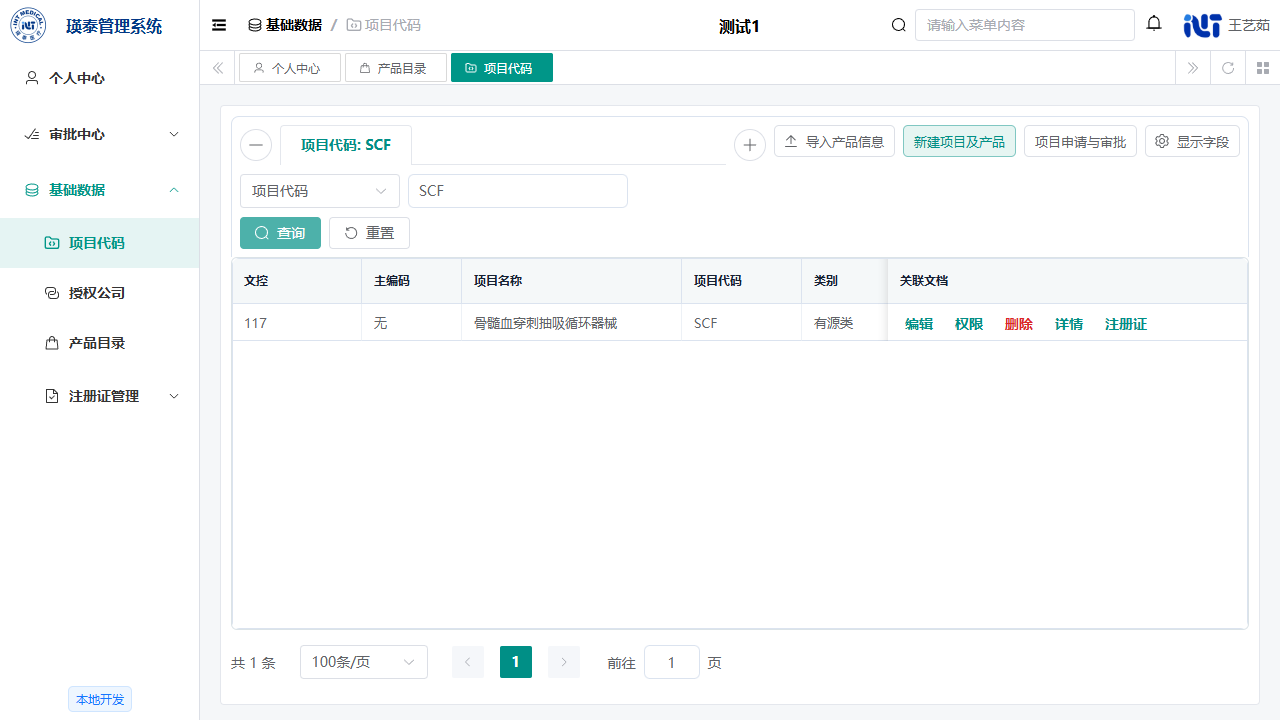 瑛泰管理系统
基础数据 / 项目代码
测试1
请输入菜单内容
王艺茹
个人中心
产品目录
项目代码
个人中心
审批中心
基础数据
项目代码
授权公司
产品目录
注册证管理
本地开发
项目代码: SCF
导入产品信息
新建项目及产品
项目申请与审批
显示字段
项目代码
SCF
查询
重置
文控 主编码 项目名称 项目代码 类别 关联文档
117 无 骨髓血穿刺抽吸循环器械 SCF 有源类 编辑 权限 删除 详情 注册证
共 1 条 100条/页 1 前往 1 页